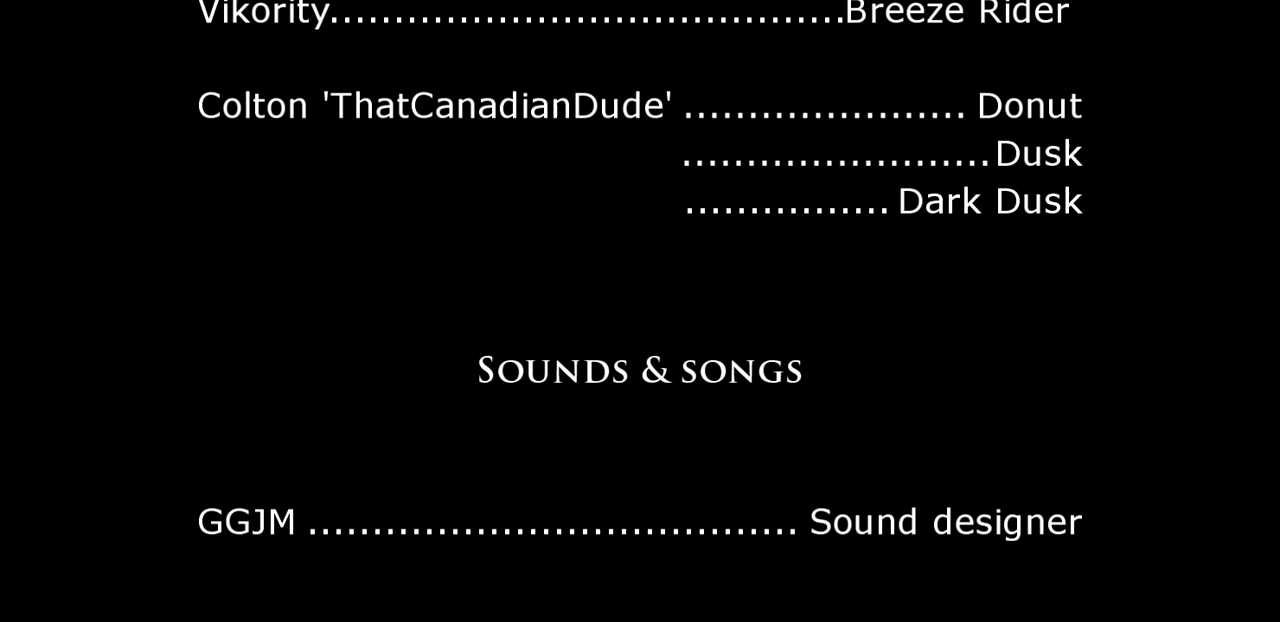 Vikority........................................Breeze Rider
Colton 'ThatCanadianDude' ...................... Donut
........................Dusk
................ Dark Dusk
Sounds & songs
GGJM ...................................... Sound designer